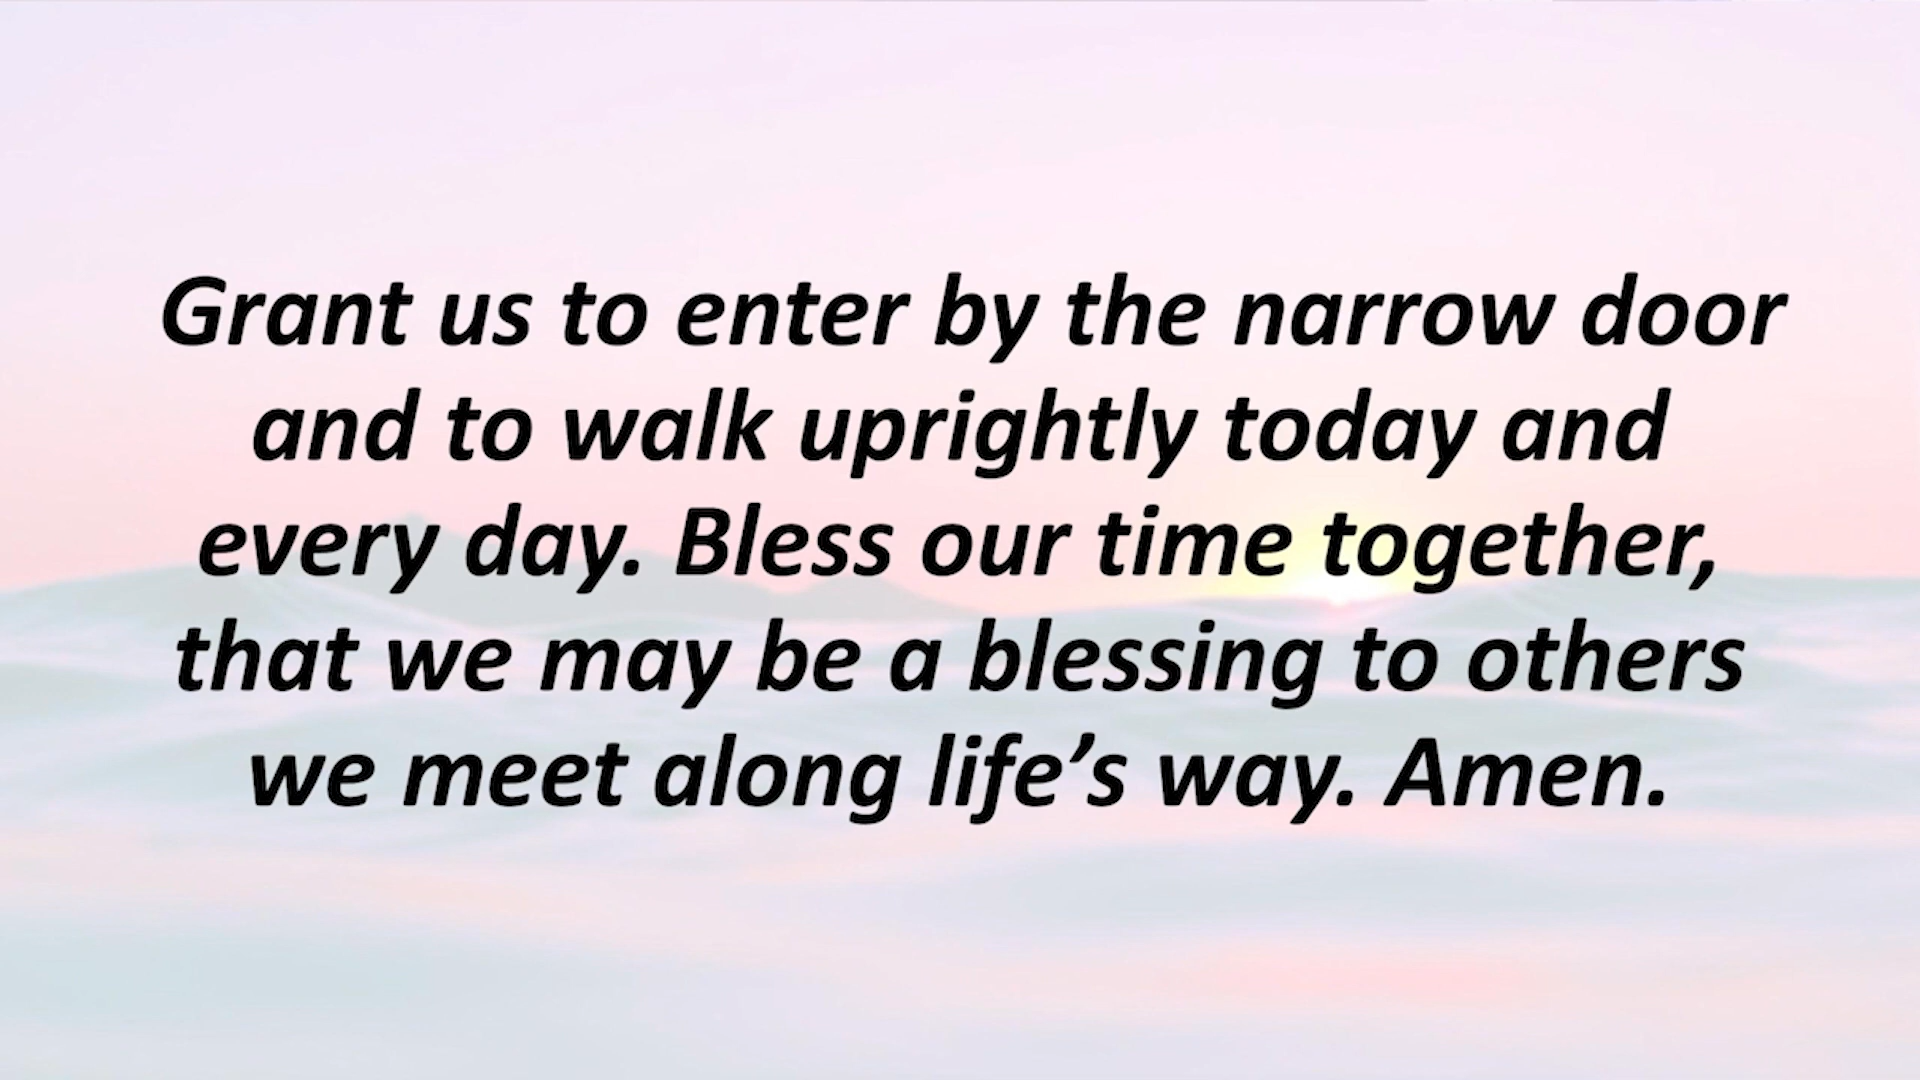 Grant us to enter by the narrow door
and to walk uprightly today and
every day. Bless our time together,
that we may be a blessing to others
we meet along life’s way. Amen.